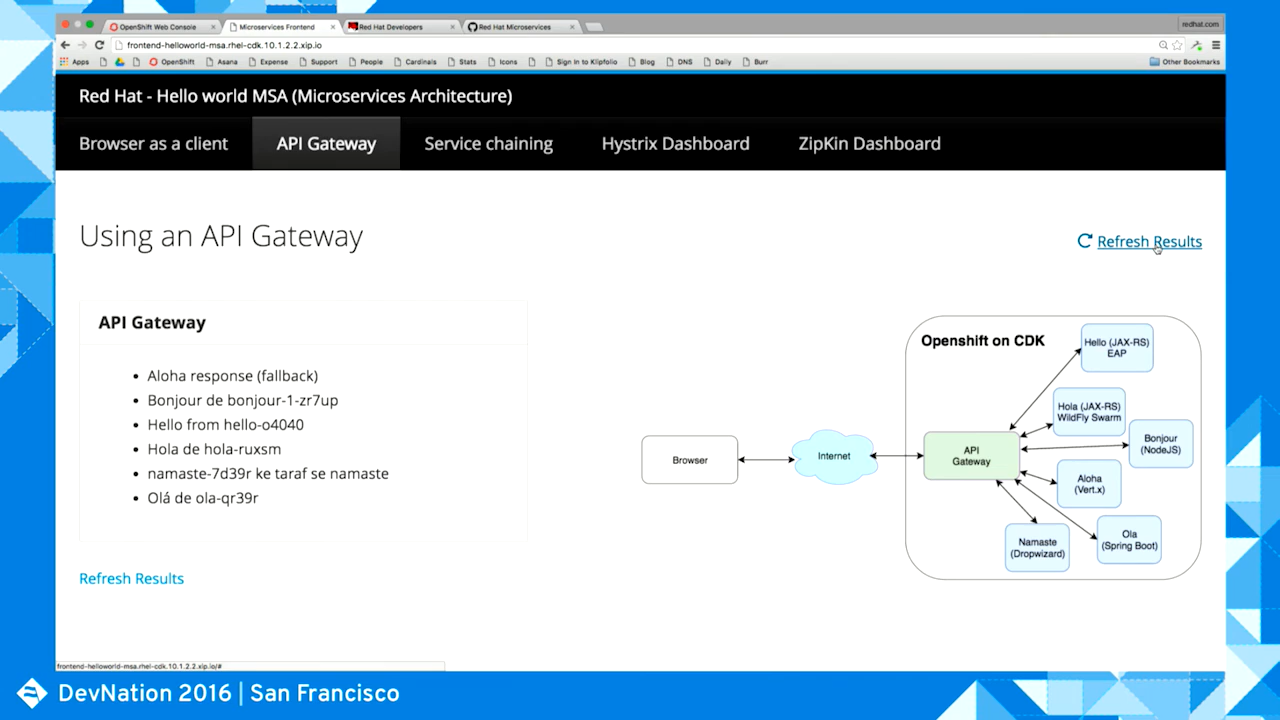 OpenShift Web Console
Microservices Frontend
Red Hat Developers
Red Hat Microservices
redhat.com
frontend-helloworld-msa.rhel-cdk.10.1.2.2.xip.io
Apps
OpenShift
Asana
Expense
Support
People
Cardinals
Stats
Icons
Sign In to Klipfolio
Blog
DNS
Daily
Burr
Other Bookmarks
Red Hat - Hello world MSA (Microservices Architecture)
Browser as a client
API Gateway
Service chaining
Hystrix Dashboard
ZipKin Dashboard
Using an API Gateway
Refresh Results
API Gateway
• Aloha response (fallback)
• Bonjour de bonjour-1-zr7up
• Hello from hello-o4040
• Hola de hola-ruxsm
• namaste-7d39r ke taraf se namaste
• Olá de ola-qr39r
Refresh Results
Openshift on CDK
Hello (JAX-RS)
EAP
Hola (JAX-RS)
WildFly Swarm
Bonjour
(NodeJS)
Browser
Internet
API
Gateway
Aloha
(Vert.x)
Ola
(Spring Boot)
Namaste
(Dropwizard)
frontend-helloworld-msa.rhel-cdk.10.1.2.2.xip.io/#
DevNation 2016 | San Francisco